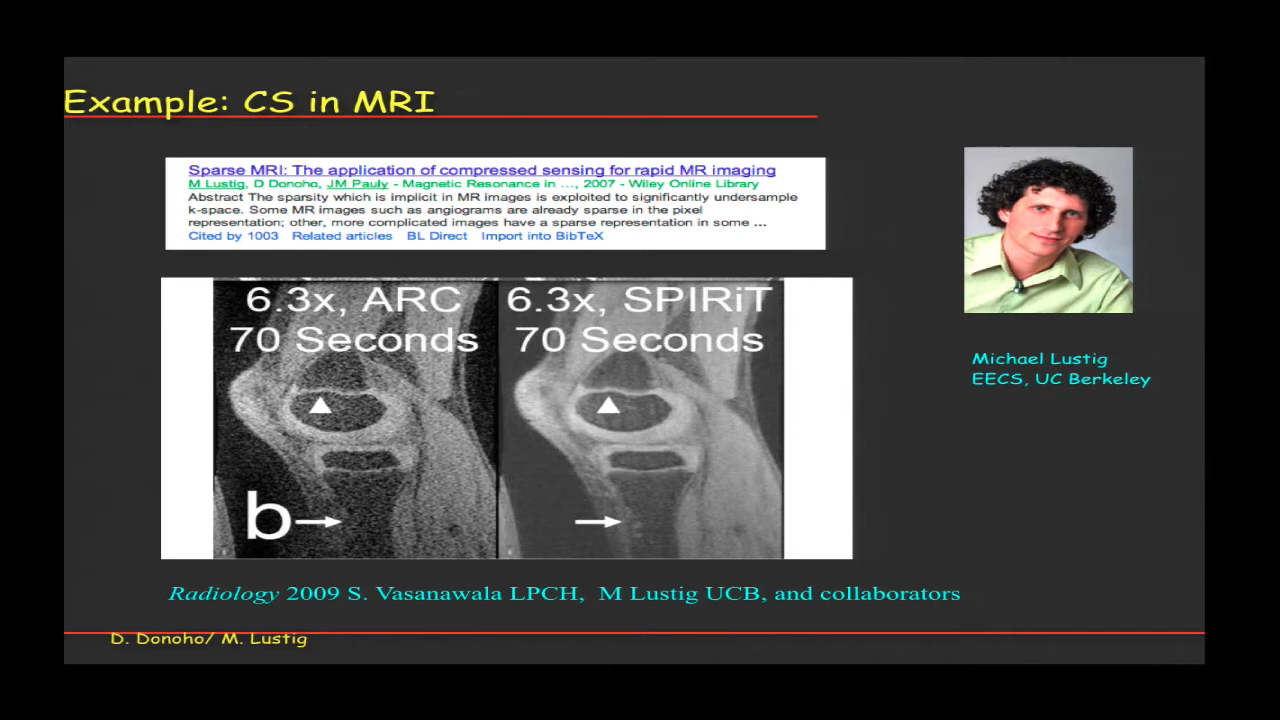 Example: CS in MRI
Sparse MRI: The application of compressed sensing for rapid MR imaging
M Lustig, D Donoho, JM Pauly - Magnetic Resonance in ..., 2007 - Wiley Online Library
Abstract The sparsity which is implicit in MR images is exploited to significantly undersample
k-space. Some MR images such as angiograms are already sparse in the pixel
representation; other, more complicated images have a sparse representation in some ...
Cited by 1003 Related articles BL Direct Import into BibTeX
6.3x, ARC
70 Seconds
6.3x, SPIRiT
70 Seconds
b
Michael Lustig
EECS, UC Berkeley
Radiology 2009 S. Vasanawala LPCH, M Lustig UCB, and collaborators
D. Donoho/ M. Lustig